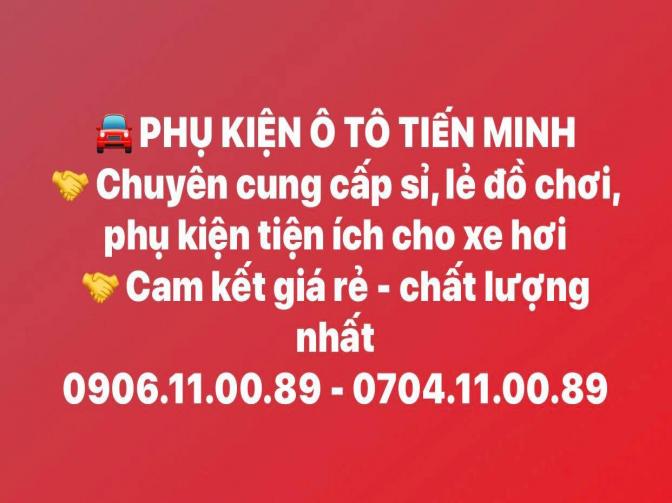 🚘PHỤ KIỆN Ô TÔ TIẾN MINH
🤝 Chuyên cung cấp sỉ, lẻ đồ chơi,
phụ kiện tiện ích cho xe hơi
🤝 Cam kết giá rẻ - chất lượng
nhất
0906.11.00.89 - 0704.11.00.89